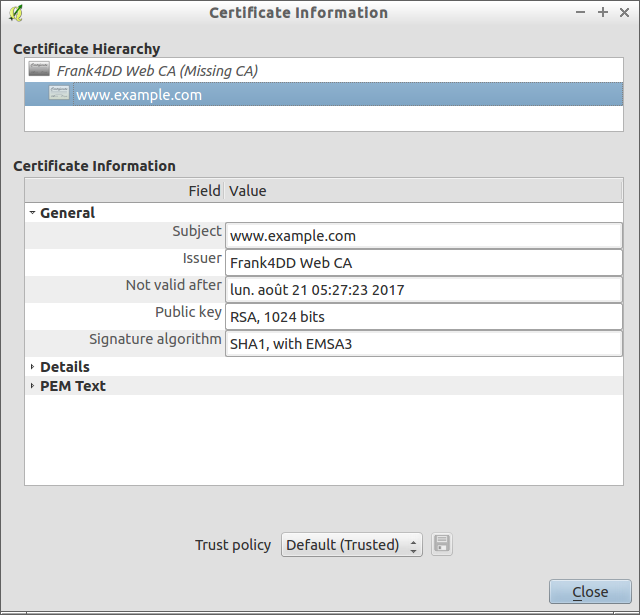 Certificate Information
Certificate Hierarchy
Frank4DD Web CA (Missing CA)
www.example.com
Certificate Information
Field Value
General
Subject www.example.com
Issuer Frank4DD Web CA
Not valid after lun. août 21 05:27:23 2017
Public key RSA, 1024 bits
Signature algorithm SHA1, with EMSA3
Details
PEM Text
Trust policy Default (Trusted)
Close